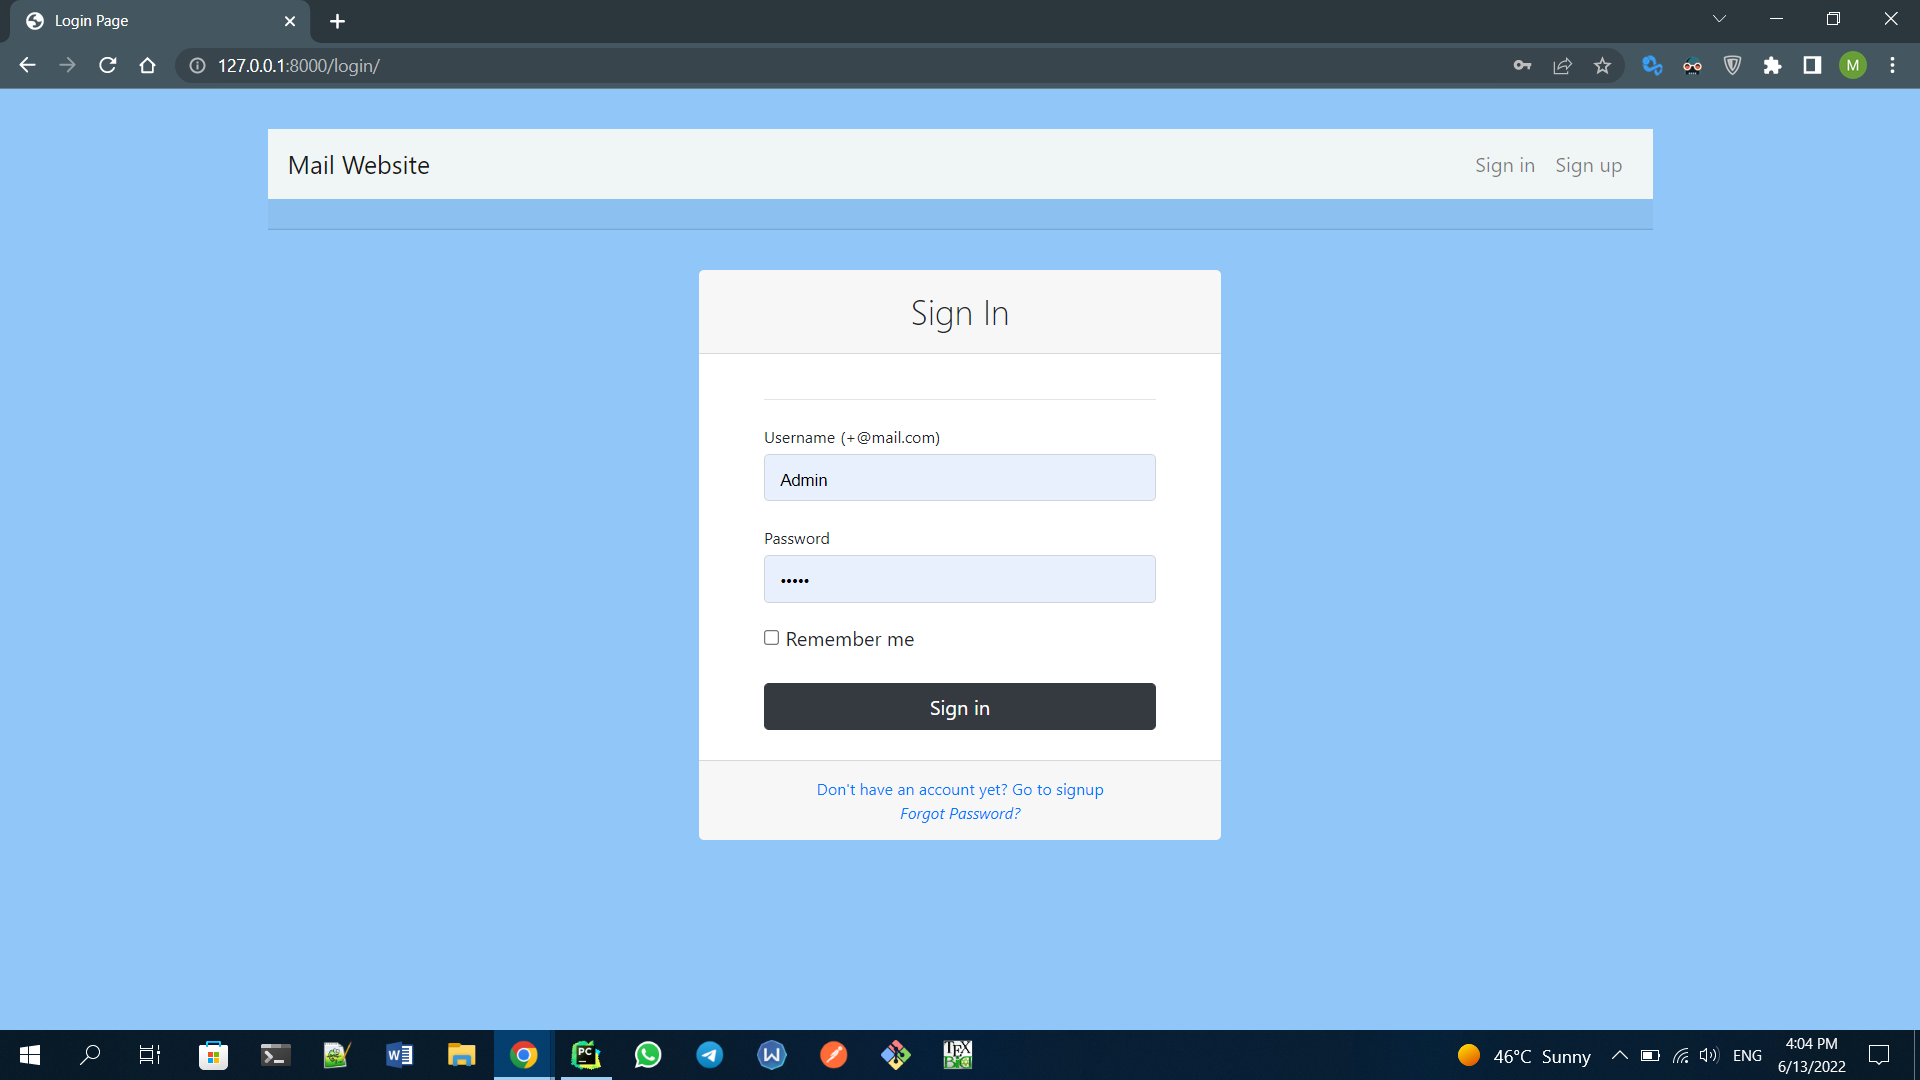 Login Page
127.0.0.1:8000/login/
M
Mail Website
Sign in
Sign up
Sign In
Username (+@mail.com)
Admin
Password
•••••
Remember me
Sign in
Don't have an account yet? Go to signup
Forgot Password?
46°C Sunny
ENG
4:04 PM
6/13/2022